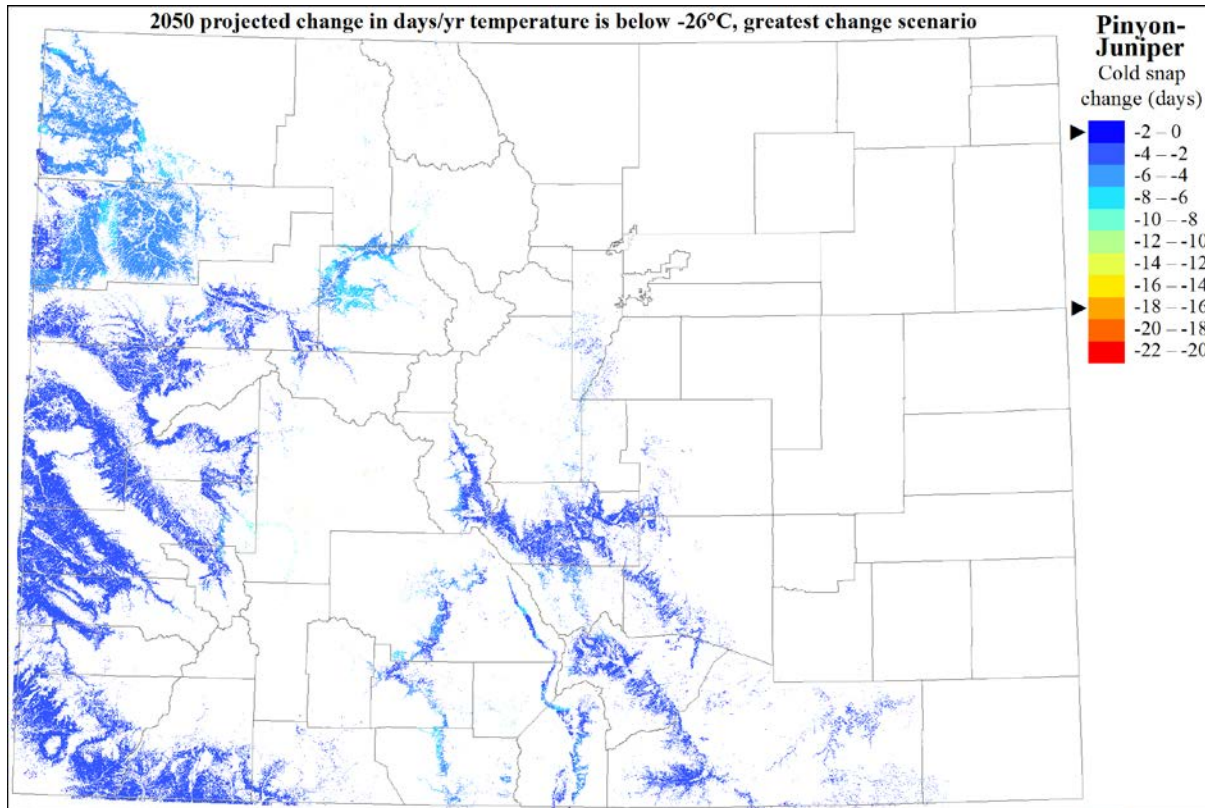 2050 projected change in days/yr temperature is below -26°C, greatest change scenario
Pinyon-
Juniper
Cold snap
change (days)
-2 – 0
-4 – -2
-6 – -4
-8 – -6
-10 – -8
-12 – -10
-14 – -12
-16 – -14
-18 – -16
-20 – -18
-22 – -20